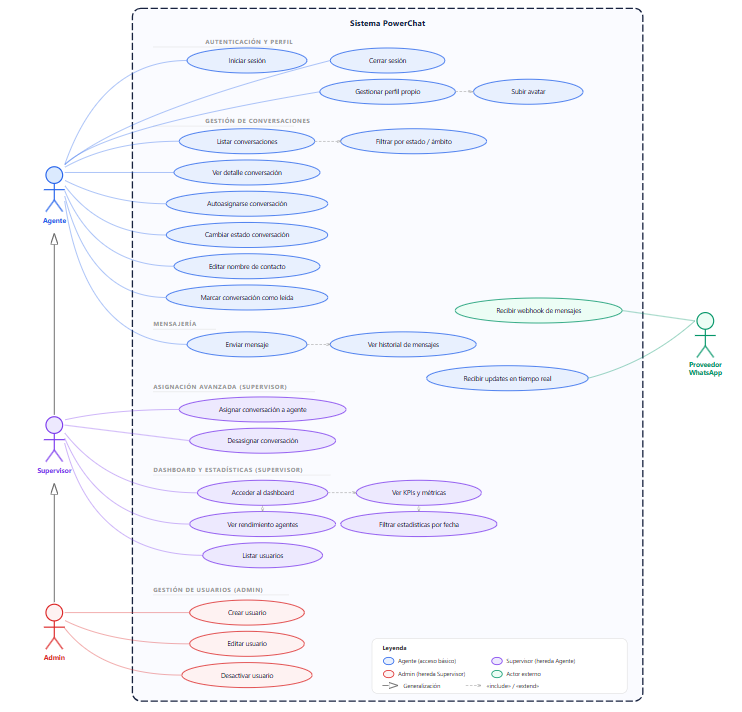 Sistema PowerChat
AUTENTICACIÓN Y PERFIL
Iniciar sesión
Cerrar sesión
Gestionar perfil propio
Subir avatar
GESTIÓN DE CONVERSACIONES
Listar conversaciones
Filtrar por estado / ámbito
Ver detalle conversación
Agente
Autoasignarse conversación
Cambiar estado conversación
Editar nombre de contacto
Marcar conversación como leída
Recibir webhook de mensajes
MENSAJERÍA
Enviar mensaje
Ver historial de mensajes
Proveedor
WhatsApp
Recibir updates en tiempo real
ASIGNACIÓN AVANZADA (SUPERVISOR)
Asignar conversación a agente
Desasignar conversación
Supervisor
DASHBOARD Y ESTADÍSTICAS (SUPERVISOR)
Acceder al dashboard
Ver KPIs y métricas
Ver rendimiento agentes
Filtrar estadísticas por fecha
Listar usuarios
GESTIÓN DE USUARIOS (ADMIN)
Crear usuario
Editar usuario
Admin
Desactivar usuario
Leyenda
Agente (acceso básico)
Supervisor (hereda Agente)
Admin (hereda Supervisor)
Actor externo
Generalización
«include» / «extend»